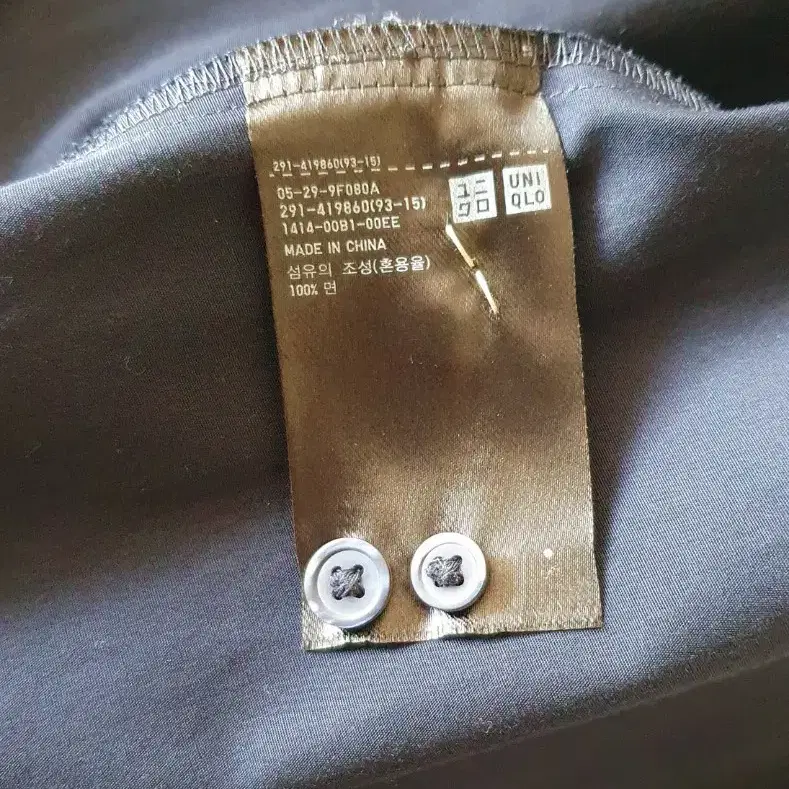 291-419860(93-15)
05-29-9F080A
291-419860(93-15)
1414-00B1-00EE
MADE IN CHINA
섬유의 조성(혼용율)
100% 면
ユニ
クロ
UNI
QLO